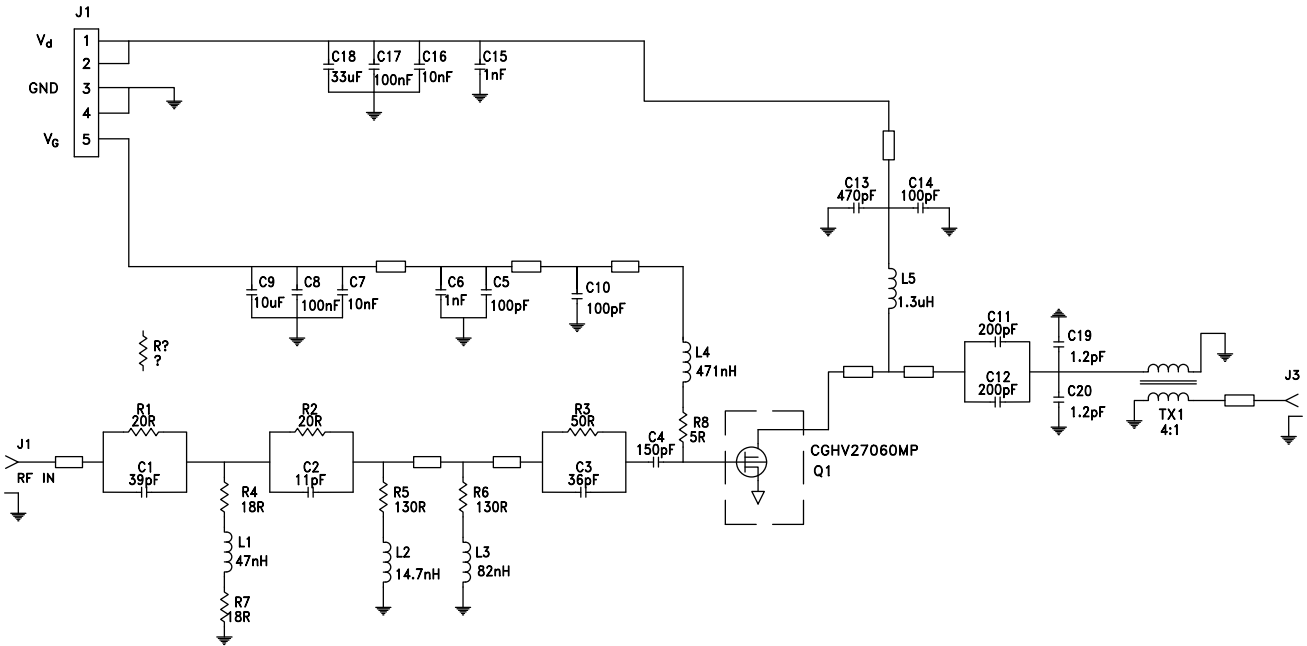 J1
Vd 1
2
GND 3
4
VG 5
C18
33uF
C17
100nF
C16
10nF
C15
1nF
C13
470pF
C14
100pF
L5
1.3uH
C9
10uF
C8
100nF
C7
10nF
C6
1nF
C5
100pF
C10
100pF
R?
?
L4
471nH
C11
200pF
C12
200pF
C19
1.2pF
C20
1.2pF
TX1
4:1
J3
J1
RF IN
R1
20R
C1
39pF
R2
20R
C2
11pF
R3
50R
C3
36pF
C4
150pF
R8
5R
CGHV27060MP
Q1
R4
18R
L1
47nH
R7
18R
R5
130R
L2
14.7nH
R6
130R
L3
82nH